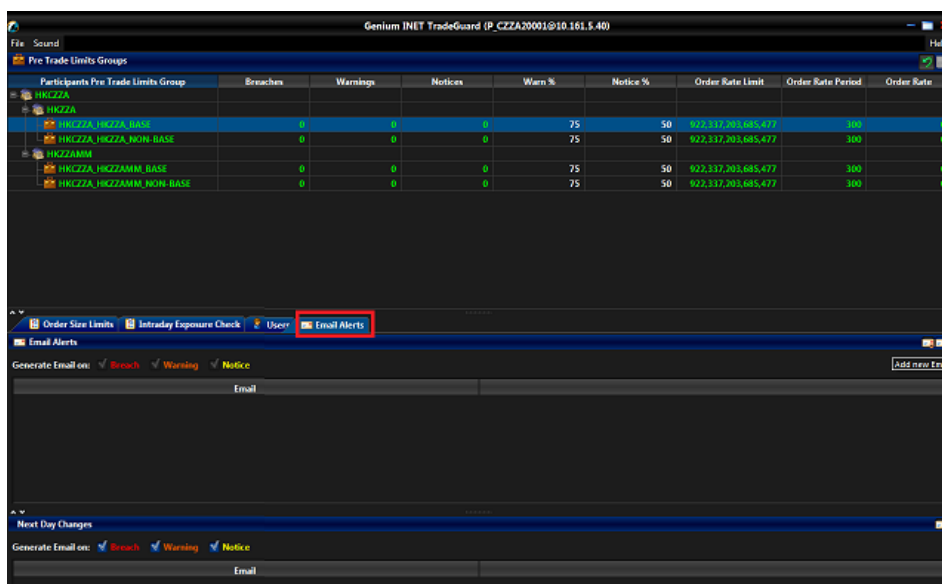 Genium INET TradeGuard (P_CZZA20001@10.161.5.40)
File Sound Hel
Pre Trade Limits Groups
Participants Pre Trade Limits Group Breaches Warnings Notices Warn % Notice % Order Rate Limit Order Rate Period Order Rate
HKCZZA
HKZZA
HKCZZA_HKZZA_BASE 0 0 0 75 50 922,337,203,685,477 300
HKCZZA_HKZZA_NON-BASE 0 0 0 75 50 922,337,203,685,477 300
HKZZAMM
HKCZZA_HKZZAMM_BASE 0 0 0 75 50 922,337,203,685,477 300
HKCZZA_HKZZAMM_NON-BASE 0 0 0 75 50 922,337,203,685,477 300
Order Size Limits Intraday Exposure Check Users Email Alerts
Email Alerts
Generate Email on: Breach Warning Notice Add new Em
Email
Next Day Changes
Generate Email on: Breach Warning Notice
Email